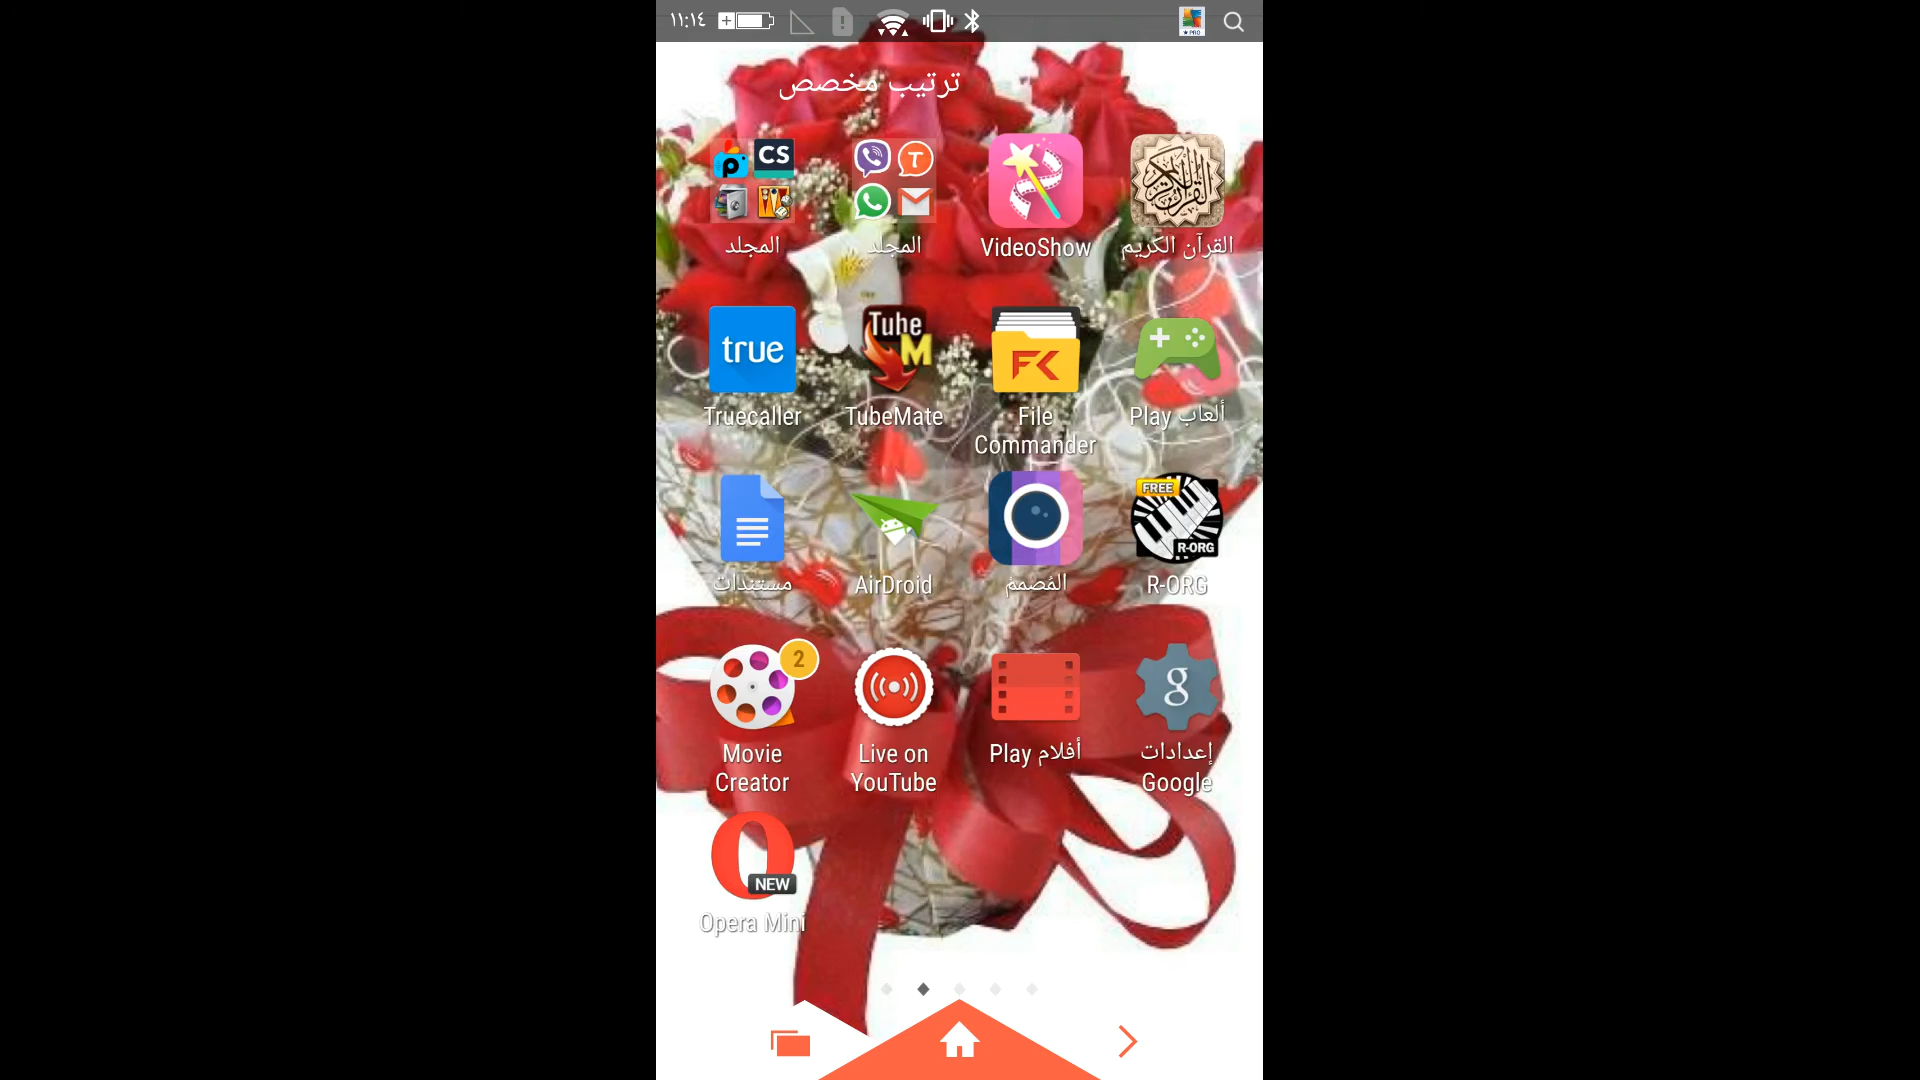 ١١:١٤
PRO
ترتيب مخصص
CS
المجلد
المجلد
VideoShow
القرآن الكريم
true
Tube
M
Truecaller
TubeMate
File
Commander
ألعاب Play
FREE
R-ORG
مستندات
AirDroid
المُصممْ
R-ORG
2
g
Movie
Creator
Live on
YouTube
أفلام Play
إعدادات
Google
NEW
Opera Mini